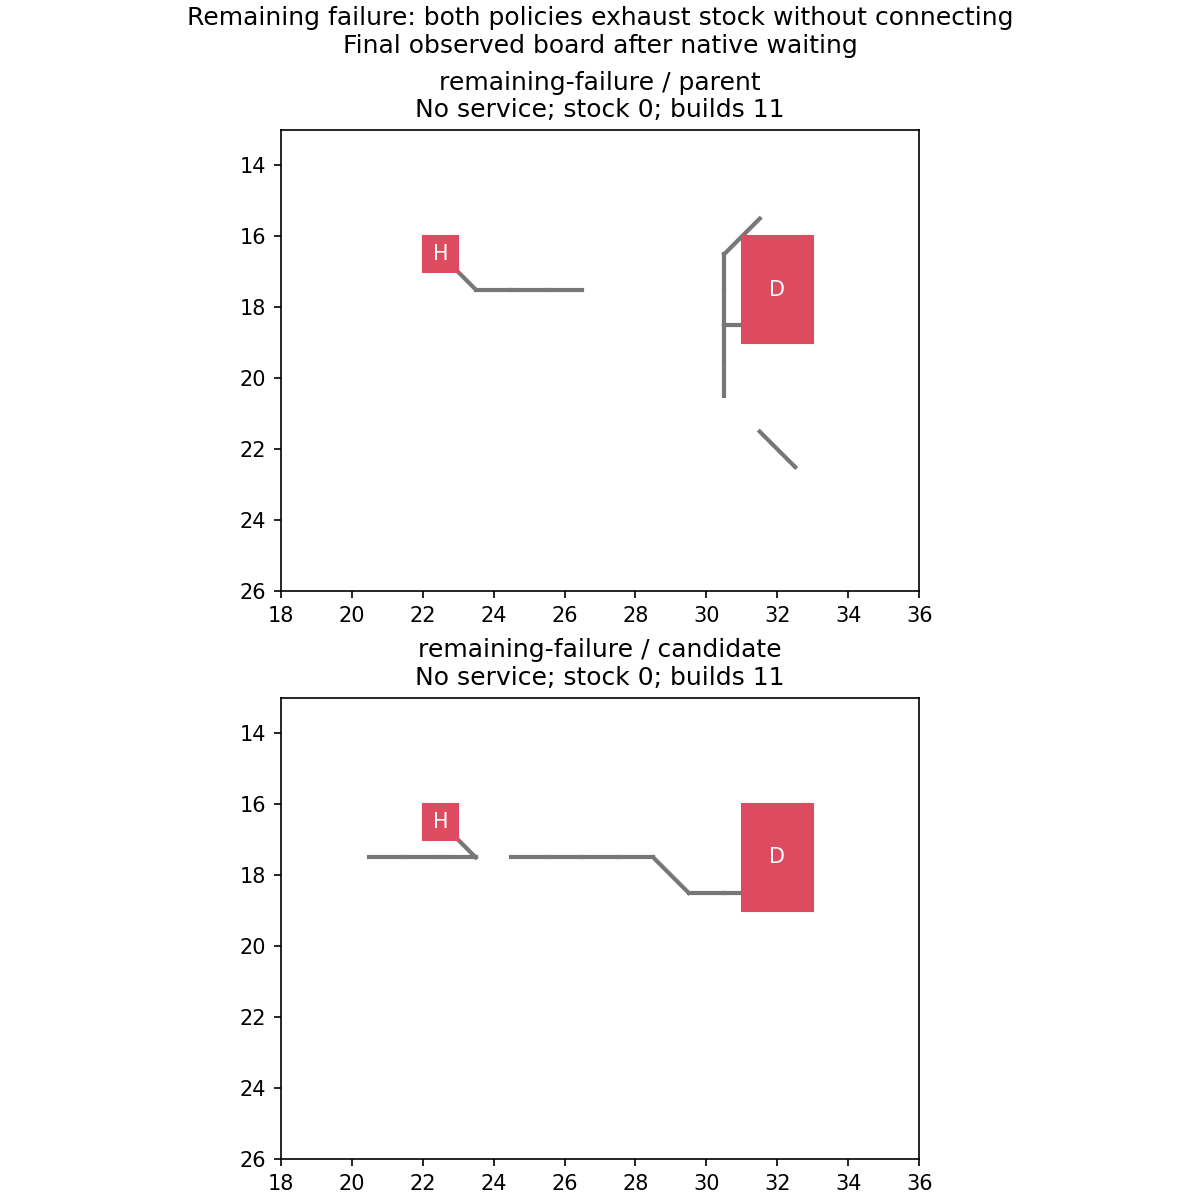 Remaining failure: both policies exhaust stock without connecting
Final observed board after native waiting
remaining-failure / parent
No service; stock 0; builds 11
14
16
18
20
22
24
26
H
D
18 20 22 24 26 28 30 32 34 36
remaining-failure / candidate
No service; stock 0; builds 11
14
16
18
20
22
24
26
H
D
18 20 22 24 26 28 30 32 34 36